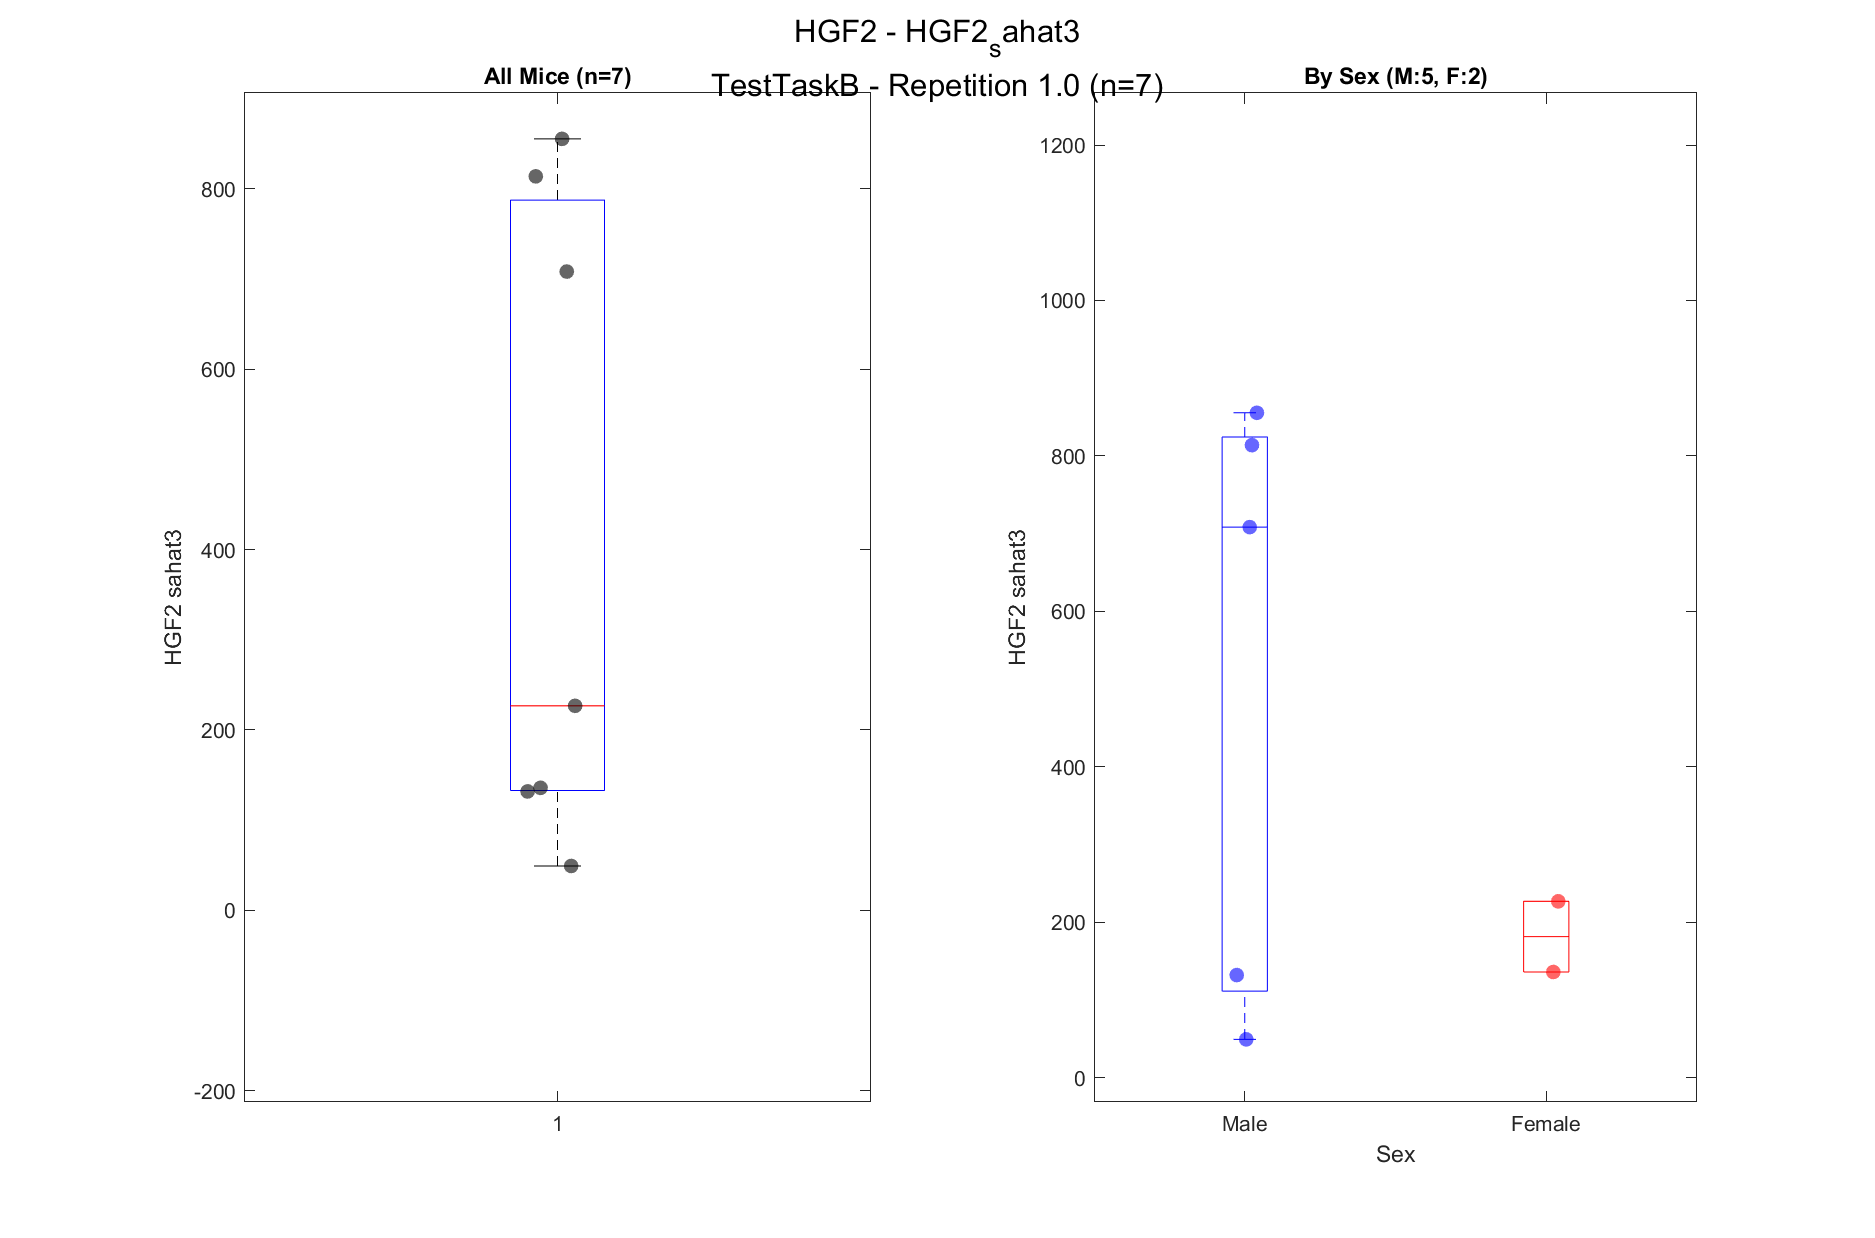 HGF2 - HGF2sahat3
TestTaskB - Repetition 1.0 (n=7)
All Mice (n=7)
800
600
400
200
0
-200
HGF2 sahat3
1
By Sex (M:5, F:2)
1200
1000
800
600
400
200
0
HGF2 sahat3
Male Female
Sex